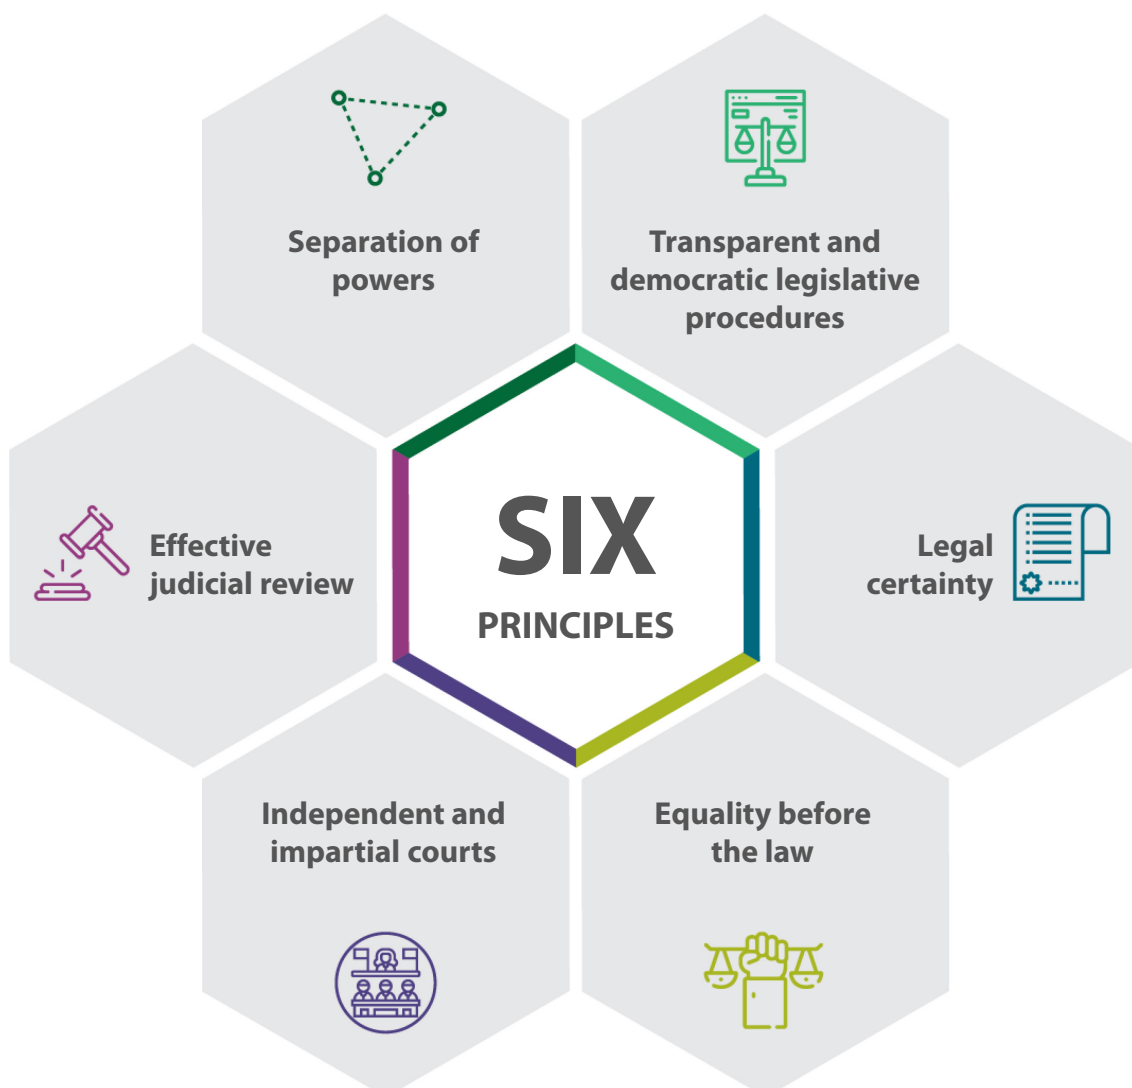 Separation of
powers
Transparent and
democratic legislative
procedures
Effective
judicial review
SIX
PRINCIPLES
Legal
certainty
Independent and
impartial courts
Equality before
the law